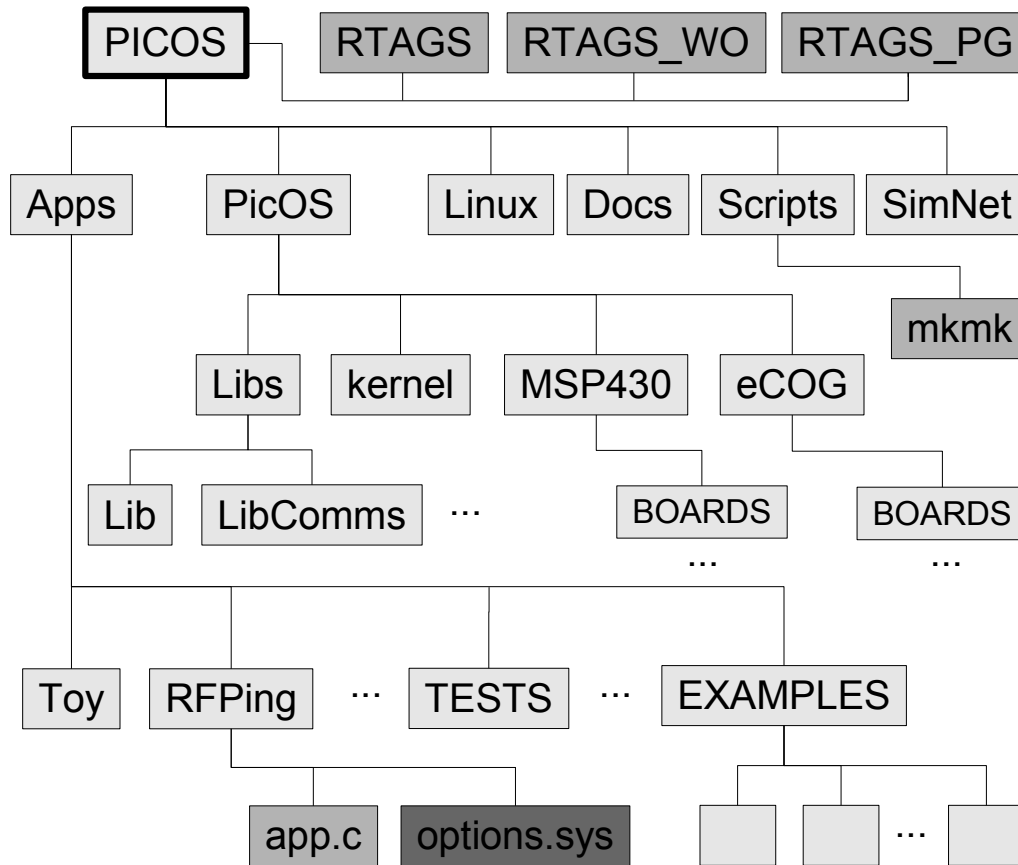 PICOS RTAGS RTAGS_WO RTAGS_PG
Apps PicOS Linux Docs Scripts SimNet
mkmk
Libs kernel MSP430 eCOG
Lib LibComms ... BOARDS BOARDS
... ...
Toy RFPing ... TESTS ... EXAMPLES
app.c options.sys ...